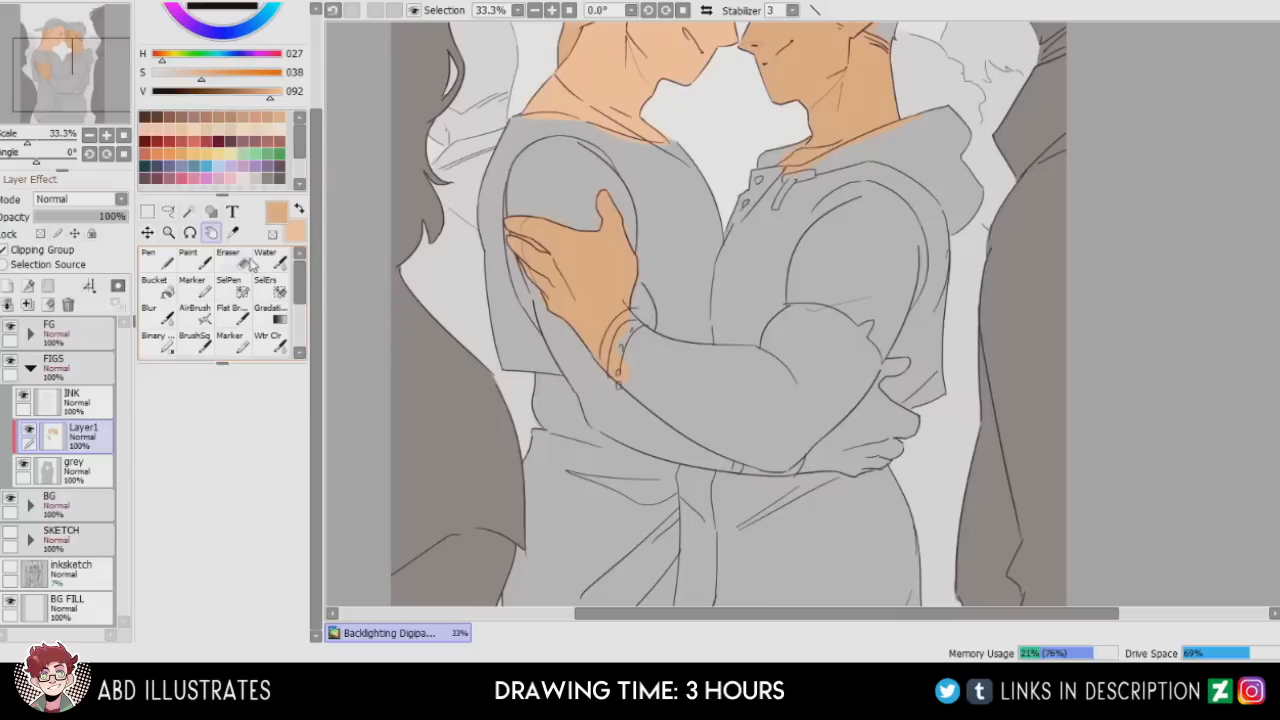 Selection 33.3% 0.0° Stabilizer 3
H 027
S 038
V 092
Scale 33.3%
Angle 0°
Layer Effect
Mode Normal
Opacity 100%
Lock
Clipping Group
Selection Source
Pen Paint Eraser Water
Bucket Marker SelPen SelErs
Blur AirBrush Flat Br... Gradati...
Binary ... BrushSq Marker Wtr Clr
FG
Normal
100%
FIGS
Normal
100%
INK
Normal
100%
Layer1
Normal
100%
grey
Normal
100%
BG
Normal
100%
SKETCH
Normal
100%
inksketch
Normal
7%
BG FILL
Normal
100%
Backlighting Digipa... 33%
Memory Usage 21% (76%) Drive Space 69%
ABD ILLUSTRATES
DRAWING TIME: 3 HOURS
LINKS IN DESCRIPTION